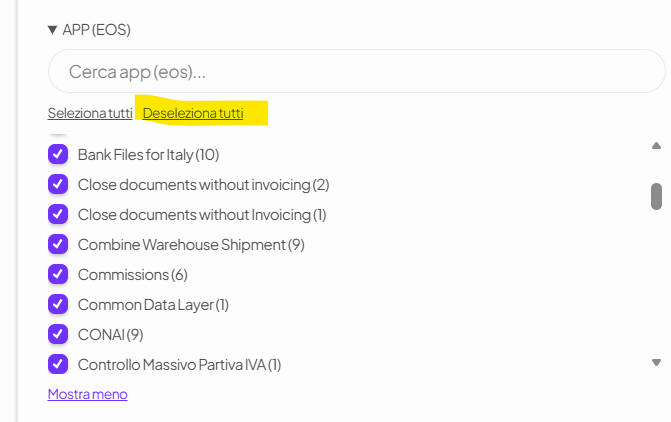 ▼ APP (EOS)
Cerca app (eos)...
Seleziona tutti Deseleziona tutti
Bank Files for Italy (10)
Close documents without invoicing (2)
Close documents without Invoicing (1)
Combine Warehouse Shipment (9)
Commissions (6)
Common Data Layer (1)
CONAI (9)
Controllo Massivo Partiva IVA (1)
Mostra meno